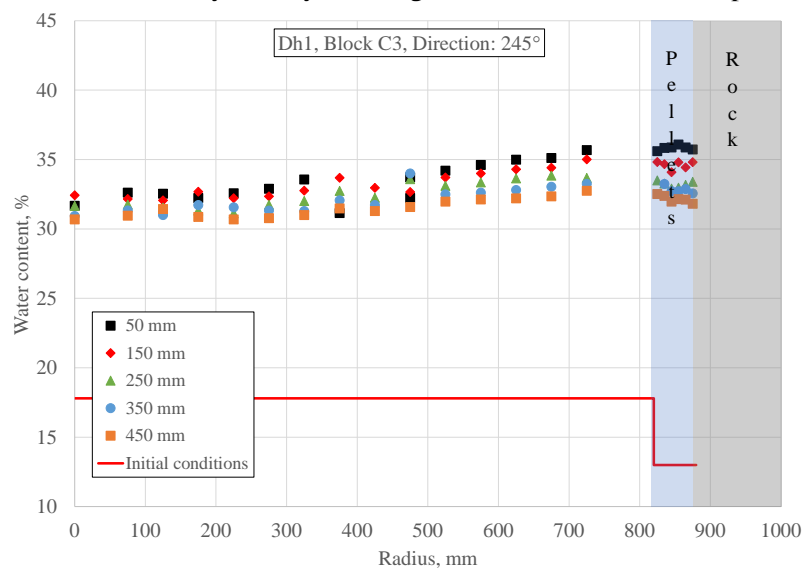 Dh1, Block C3, Direction: 245°
45
40
35
30
25
20
15
10
Water content, %
Pellets
Rock
50 mm
150 mm
250 mm
350 mm
450 mm
Initial conditions
0 100 200 300 400 500 600 700 800 900 1000
Radius, mm